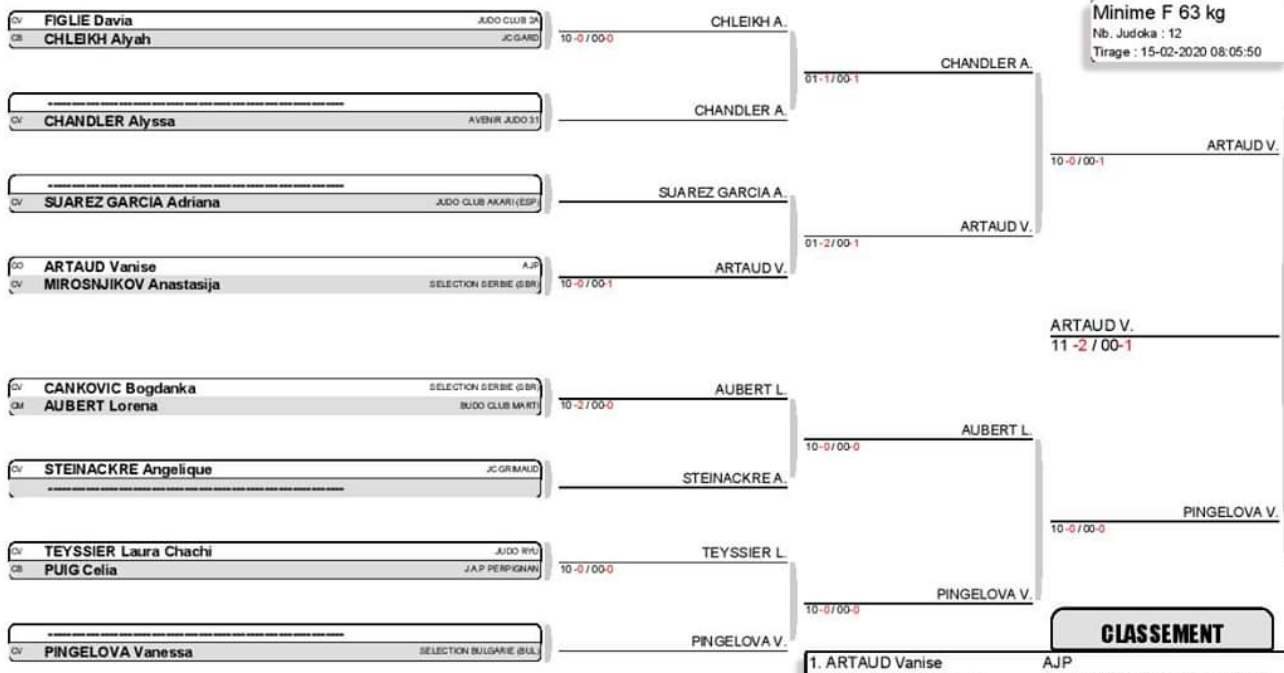 Minime F 63 kg
Nb. Judoka : 12
Tirage : 15-02-2020 08:05:50
CV FIGLIE Davia JUDO CLUB 2A
CB CHLEIKH Alyah JC GARD
CHLEIKH A.
10 -0 / 00-0
CHANDLER A.
01 -1 / 00-1
CV CHANDLER Alyssa AVENIR JUDO 31
CHANDLER A.
ARTAUD V.
10 -0 / 00-1
CV SUAREZ GARCIA Adriana JUDO CLUB AKARI (ESP)
SUAREZ GARCIA A.
ARTAUD V.
01 -2 / 00-1
CO ARTAUD Vanise AJP
CV MIROSNJIKOV Anastasija SELECTION SERBIE (SBR)
ARTAUD V.
10 -0 / 00-1
ARTAUD V.
11 -2 / 00-1
CV CANKOVIC Bogdanka SELECTION SERBIE (SBR)
CM AUBERT Lorena BUDO CLUB MARTI
AUBERT L.
10 -2 / 00-0
AUBERT L.
10 -0 / 00-0
CV STEINACKRE Angelique JC GRIMAUD
STEINACKRE A.
PINGELOVA V.
10 -0 / 00-0
CV TEYSSIER Laura Chachi JUDO RYU
CB PUIG Celia J.A.P PERPIGNAN
TEYSSIER L.
10 -0 / 00-0
PINGELOVA V.
10 -0 / 00-0
CV PINGELOVA Vanessa SELECTION BULGARIE (BUL)
PINGELOVA V.
CLASSEMENT
1. ARTAUD Vanise AJP